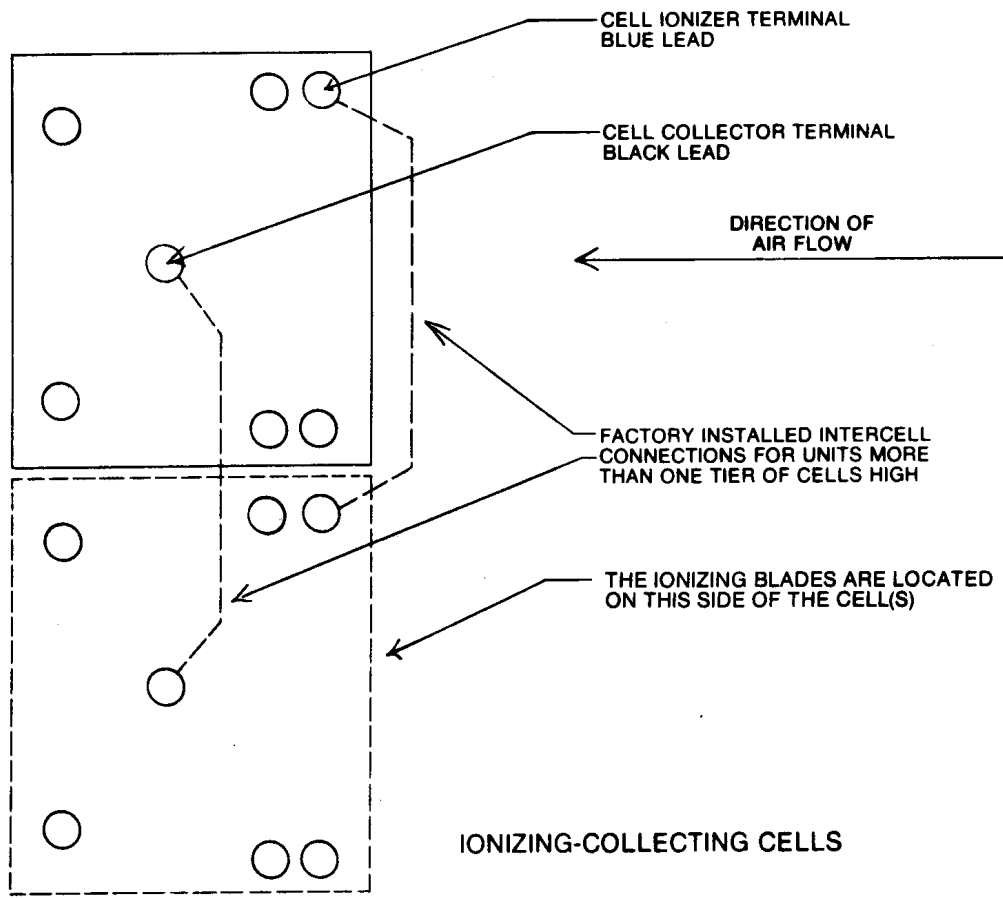 CELL IONIZER TERMINAL
BLUE LEAD
CELL COLLECTOR TERMINAL
BLACK LEAD
DIRECTION OF
AIR FLOW
FACTORY INSTALLED INTERCELL
CONNECTIONS FOR UNITS MORE
THAN ONE TIER OF CELLS HIGH
THE IONIZING BLADES ARE LOCATED
ON THIS SIDE OF THE CELL(S)
IONIZING-COLLECTING CELLS